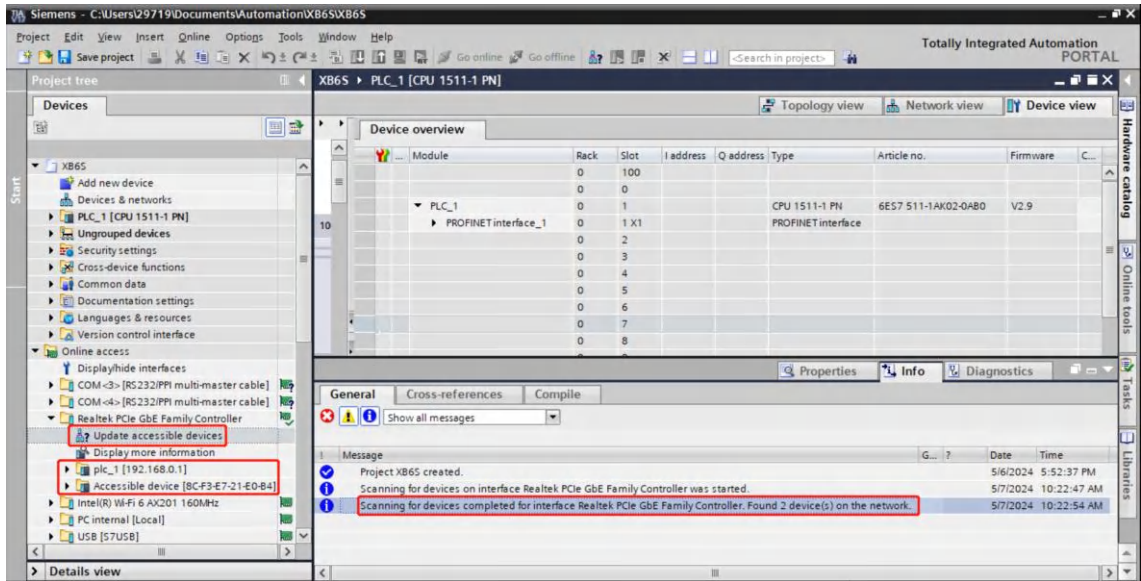 Siemens - C:\Users\29719\Documents\Automation\XB6S\XB6S
Project Edit View Insert Online Options Tools Window Help
Totally Integrated Automation
PORTAL
Save project
Go online
Go offline
<Search in project>
Project tree
XB6S PLC_1 [CPU 1511-1 PN]
Devices
Topology view
Network view
Device view
Start
XB6S
Add new device
Devices & networks
PLC_1 [CPU 1511-1 PN]
Ungrouped devices
Security settings
Cross-device functions
Common data
Documentation settings
Languages & resources
Version control interface
Online access
Display/hide interfaces
COM <3> [RS232/PPI multi-master cable]
COM <4> [RS232/PPI multi-master cable]
Realtek PCIe GbE Family Controller
Update accessible devices
Display more information
plc_1 [192.168.0.1]
Accessible device [8C-F3-E7-21-E0-B4]
Intel(R) Wi-Fi 6 AX201 160MHz
PC internal [Local]
USB [S7USB]
Details view
Device overview
10
... Module Rack Slot I address Q address Type Article no. Firmware C...
0 100
0 0
PLC_1 0 1 CPU 1511-1 PN 6ES7 511-1AK02-0AB0 V2.9
PROFINET interface_1 0 1 X1 PROFINET interface
0 2
0 3
0 4
0 5
0 6
0 7
0 8
Properties
Info
Diagnostics
General
Cross-references
Compile
Show all messages
! Message G... ? Date Time
Project XB6S created. 5/6/2024 5:52:37 PM
Scanning for devices on interface Realtek PCIe GbE Family Controller was started. 5/7/2024 10:22:47 AM
Scanning for devices completed for interface Realtek PCIe GbE Family Controller. Found 2 device(s) on the network. 5/7/2024 10:22:54 AM
Hardware catalog
Online tools
Tasks
Libraries